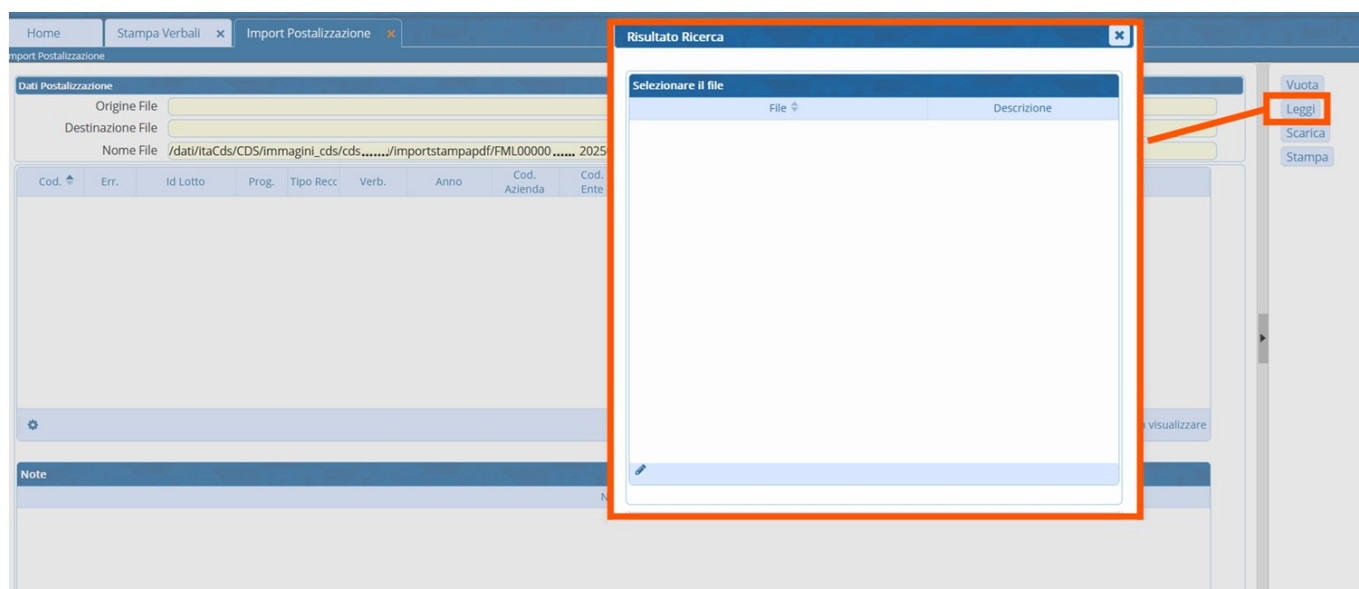 Home
Stampa Verbali
Import Postalizzazione
mport Postalizzazione
Dati Postalizzazione
Origine File
Destinazione File
Nome File /dati/itaCds/CDS/immagini_cds/cds......./importstampapdf/FML00000...... 2025
Cod.
Err.
Id Lotto
Prog.
Tipo Recc
Verb.
Anno
Cod. Azienda
Cod. Ente
visualizzare
Note
N
Risultato Ricerca
Selezionare il file
File
Descrizione
Vuota
Leggi
Scarica
Stampa